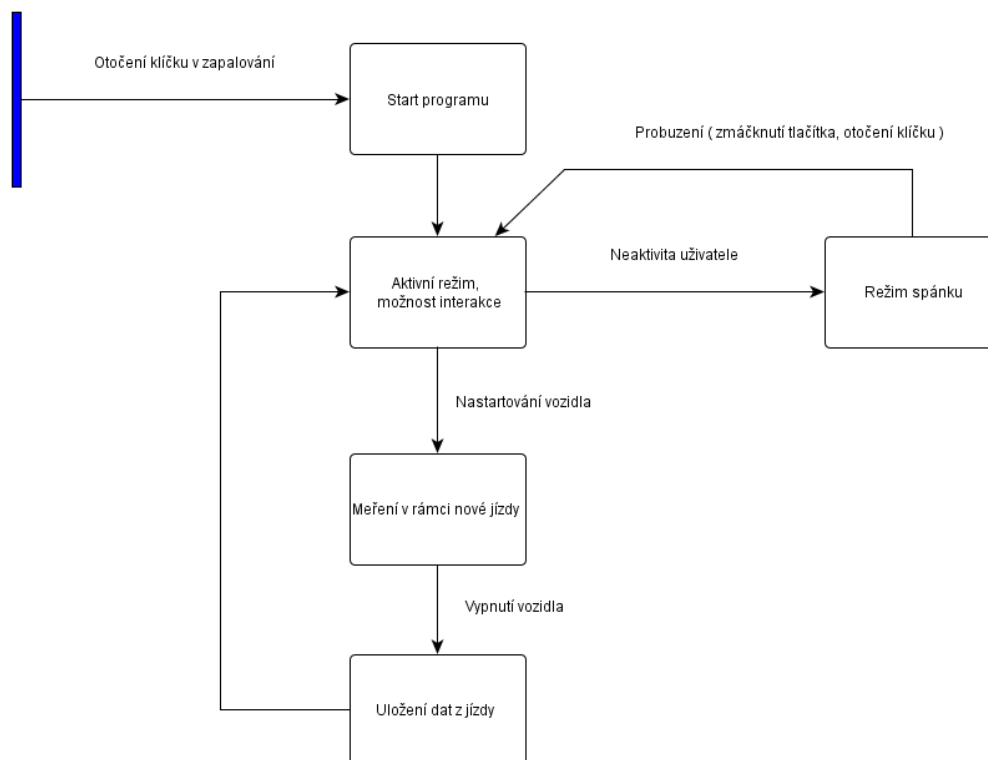 Otočení klíčku v zapalování
Start programu
Probuzení ( zmáčknutí tlačítka, otočení klíčku )
Aktivní režim,
možnost interakce
Neaktivita uživatele
Režim spánku
Nastartování vozidla
Meření v rámci nové jízdy
Vypnutí vozidla
Uložení dat z jízdy